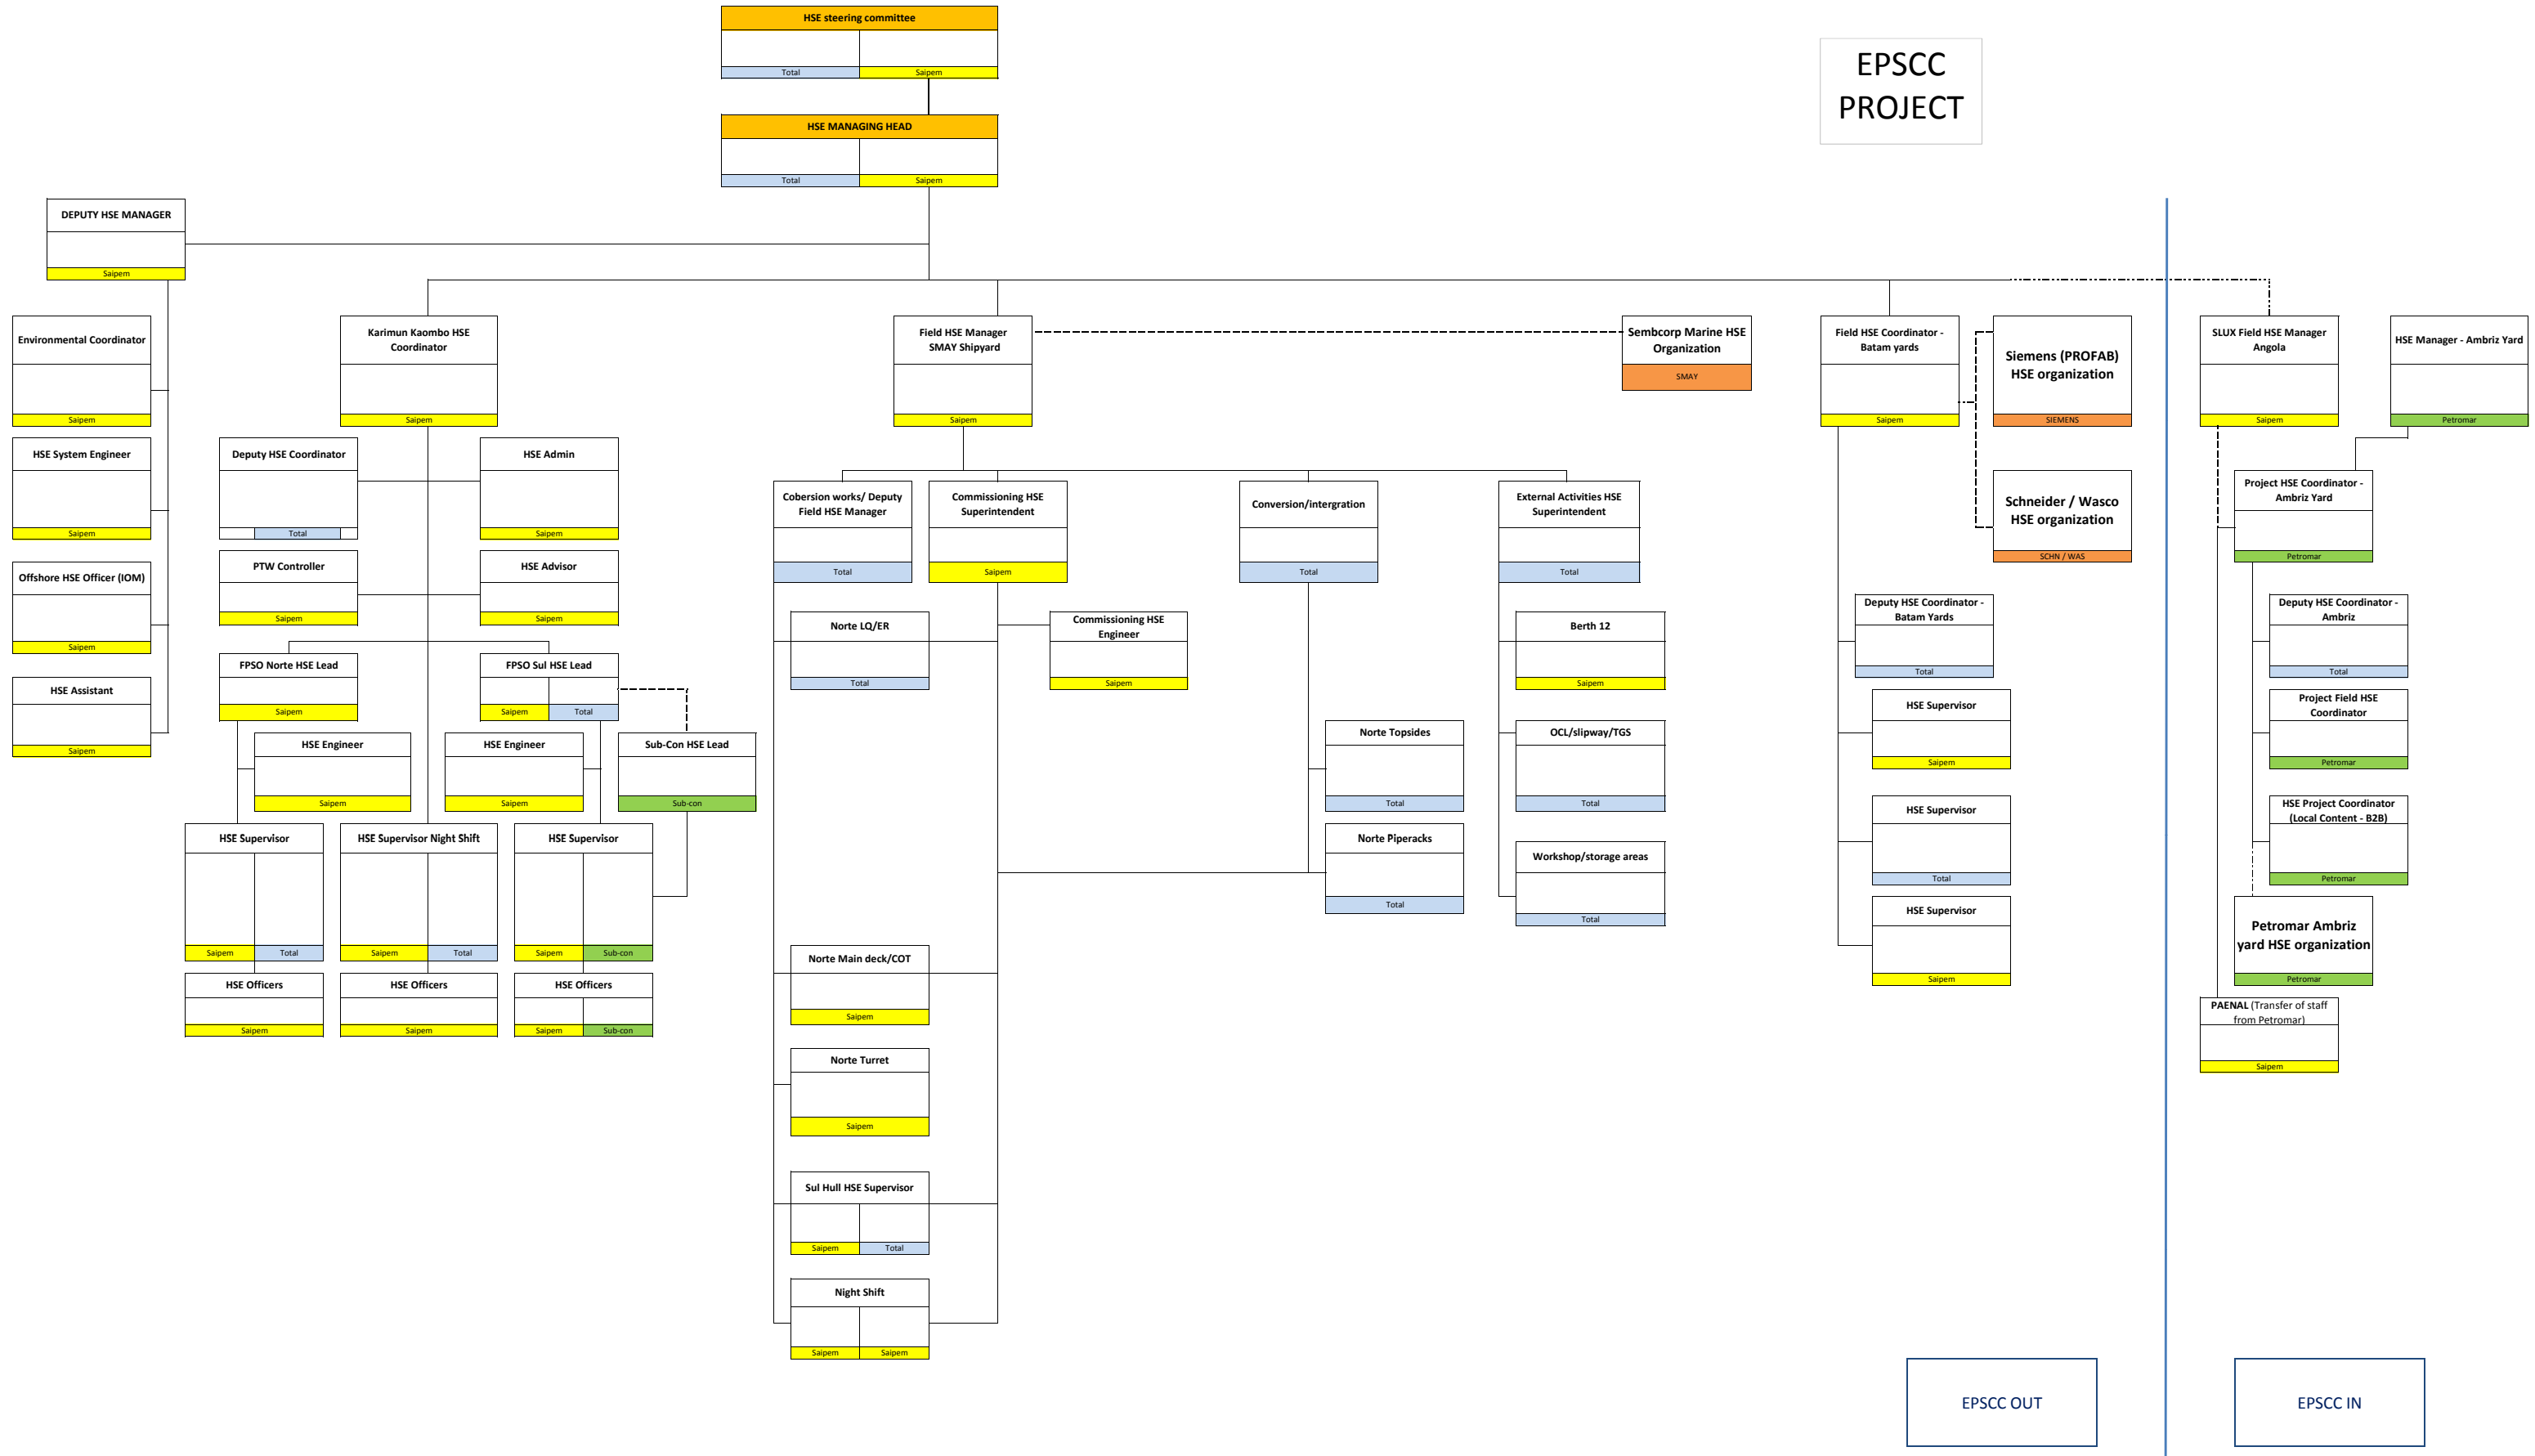 HSE steering committee
Total
Saipem
EPSCC
PROJECT
HSE MANAGING HEAD
Total
Saipem
DEPUTY HSE MANAGER
Saipem
Environmental Coordinator
Saipem
HSE System Engineer
Saipem
Offshore HSE Officer (IOM)
Saipem
HSE Assistant
Saipem
Karimun Kaombo HSE
Coordinator
Saipem
Deputy HSE Coordinator
Total
HSE Admin
Saipem
PTW Controller
Saipem
HSE Advisor
Saipem
FPSO Norte HSE Lead
Saipem
FPSO Sul HSE Lead
Saipem
Total
HSE Engineer
Saipem
HSE Engineer
Saipem
Sub-Con HSE Lead
Sub-con
HSE Supervisor
Saipem
Total
HSE Supervisor Night Shift
Saipem
Total
HSE Supervisor
Saipem
Sub-con
HSE Officers
Saipem
HSE Officers
Saipem
HSE Officers
Saipem
Sub-con
Field HSE Manager
SMAY Shipyard
Saipem
Sembcorp Marine HSE
Organization
SMAY
Cobersion works/ Deputy
Field HSE Manager
Total
Commissioning HSE
Superintendent
Saipem
Conversion/intergration
Total
External Activities HSE
Superintendent
Total
Norte LQ/ER
Total
Commissioning HSE
Engineer
Saipem
Berth 12
Saipem
Norte Topsides
Total
OCL/slipway/TGS
Total
Norte Piperacks
Total
Workshop/storage areas
Total
Norte Main deck/COT
Saipem
Norte Turret
Saipem
Sul Hull HSE Supervisor
Saipem
Total
Night Shift
Saipem
Saipem
Field HSE Coordinator -
Batam yards
Saipem
Siemens (PROFAB)
HSE organization
SIEMENS
Schneider / Wasco
HSE organization
SCHN / WAS
Deputy HSE Coordinator -
Batam Yards
Total
HSE Supervisor
Saipem
HSE Supervisor
Total
HSE Supervisor
Saipem
SLUX Field HSE Manager
Angola
Saipem
HSE Manager - Ambriz Yard
Petromar
Project HSE Coordinator -
Ambriz Yard
Petromar
Deputy HSE Coordinator -
Ambriz
Total
Project Field HSE
Coordinator
Petromar
HSE Project Coordinator
(Local Content - B2B)
Petromar
Petromar Ambriz
yard HSE organization
Petromar
PAENAL (Transfer of staff
from Petromar)
Saipem
EPSCC OUT
EPSCC IN